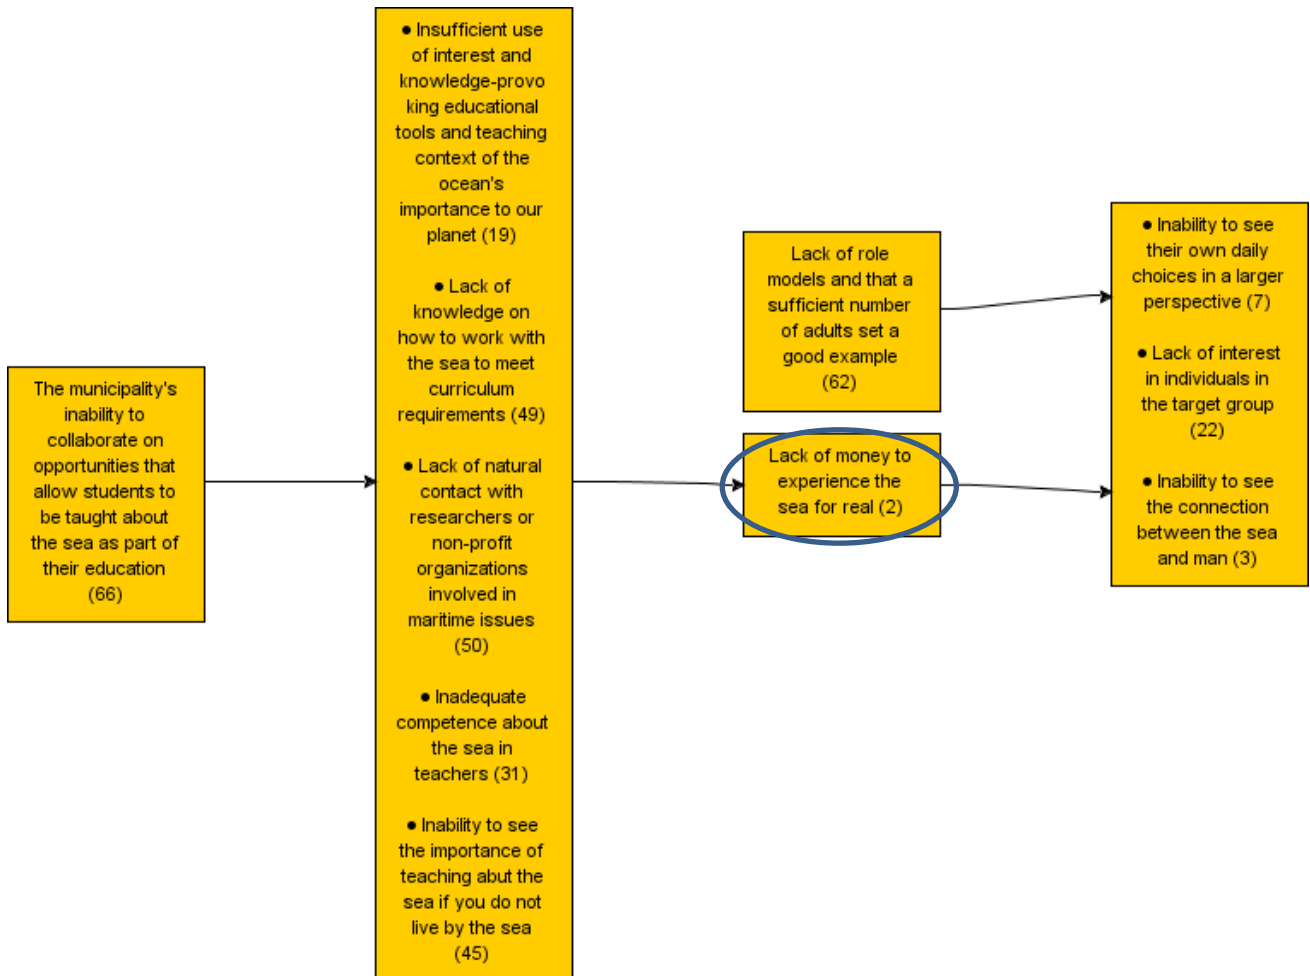 The municipality's
inability to
collaborate on
opportunities that
allow students to
be taught about
the sea as part of
their education
(66)
● Insufficient use
of interest and
knowledge-provo
king educational
tools and teaching
context of the
ocean's
importance to our
planet (19)
● Lack of
knowledge on
how to work with
the sea to meet
curriculum
requirements (49)
● Lack of natural
contact with
researchers or
non-profit
organizations
involved in
maritime issues
(50)
● Inadequate
competence about
the sea in
teachers (31)
● Inability to see
the importance of
teaching abut the
sea if you do not
live by the sea
(45)
Lack of role
models and that a
sufficient number
of adults set a
good example
(62)
Lack of money to
experience the
sea for real (2)
● Inability to see
their own daily
choices in a larger
perspective (7)
● Lack of interest
in individuals in
the target group
(22)
● Inability to see
the connection
between the sea
and man (3)